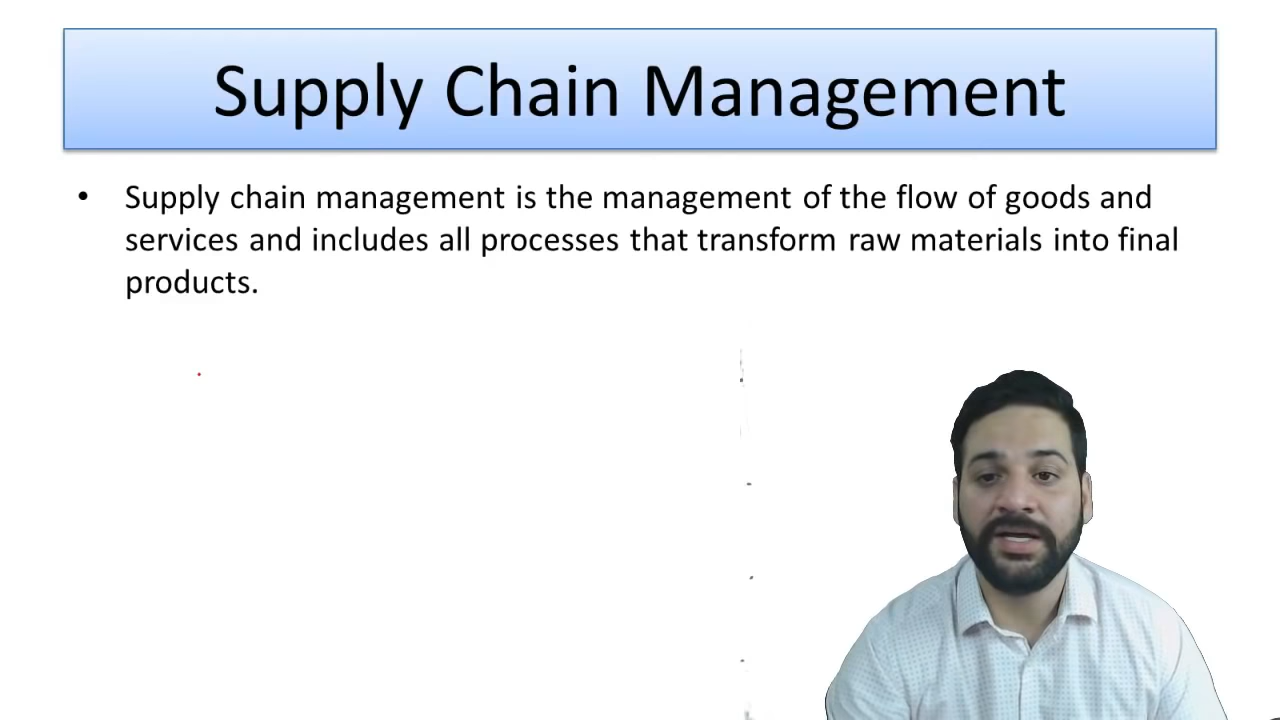 Supply Chain Management
• Supply chain management is the management of the flow of goods and
services and includes all processes that transform raw materials into final
products.